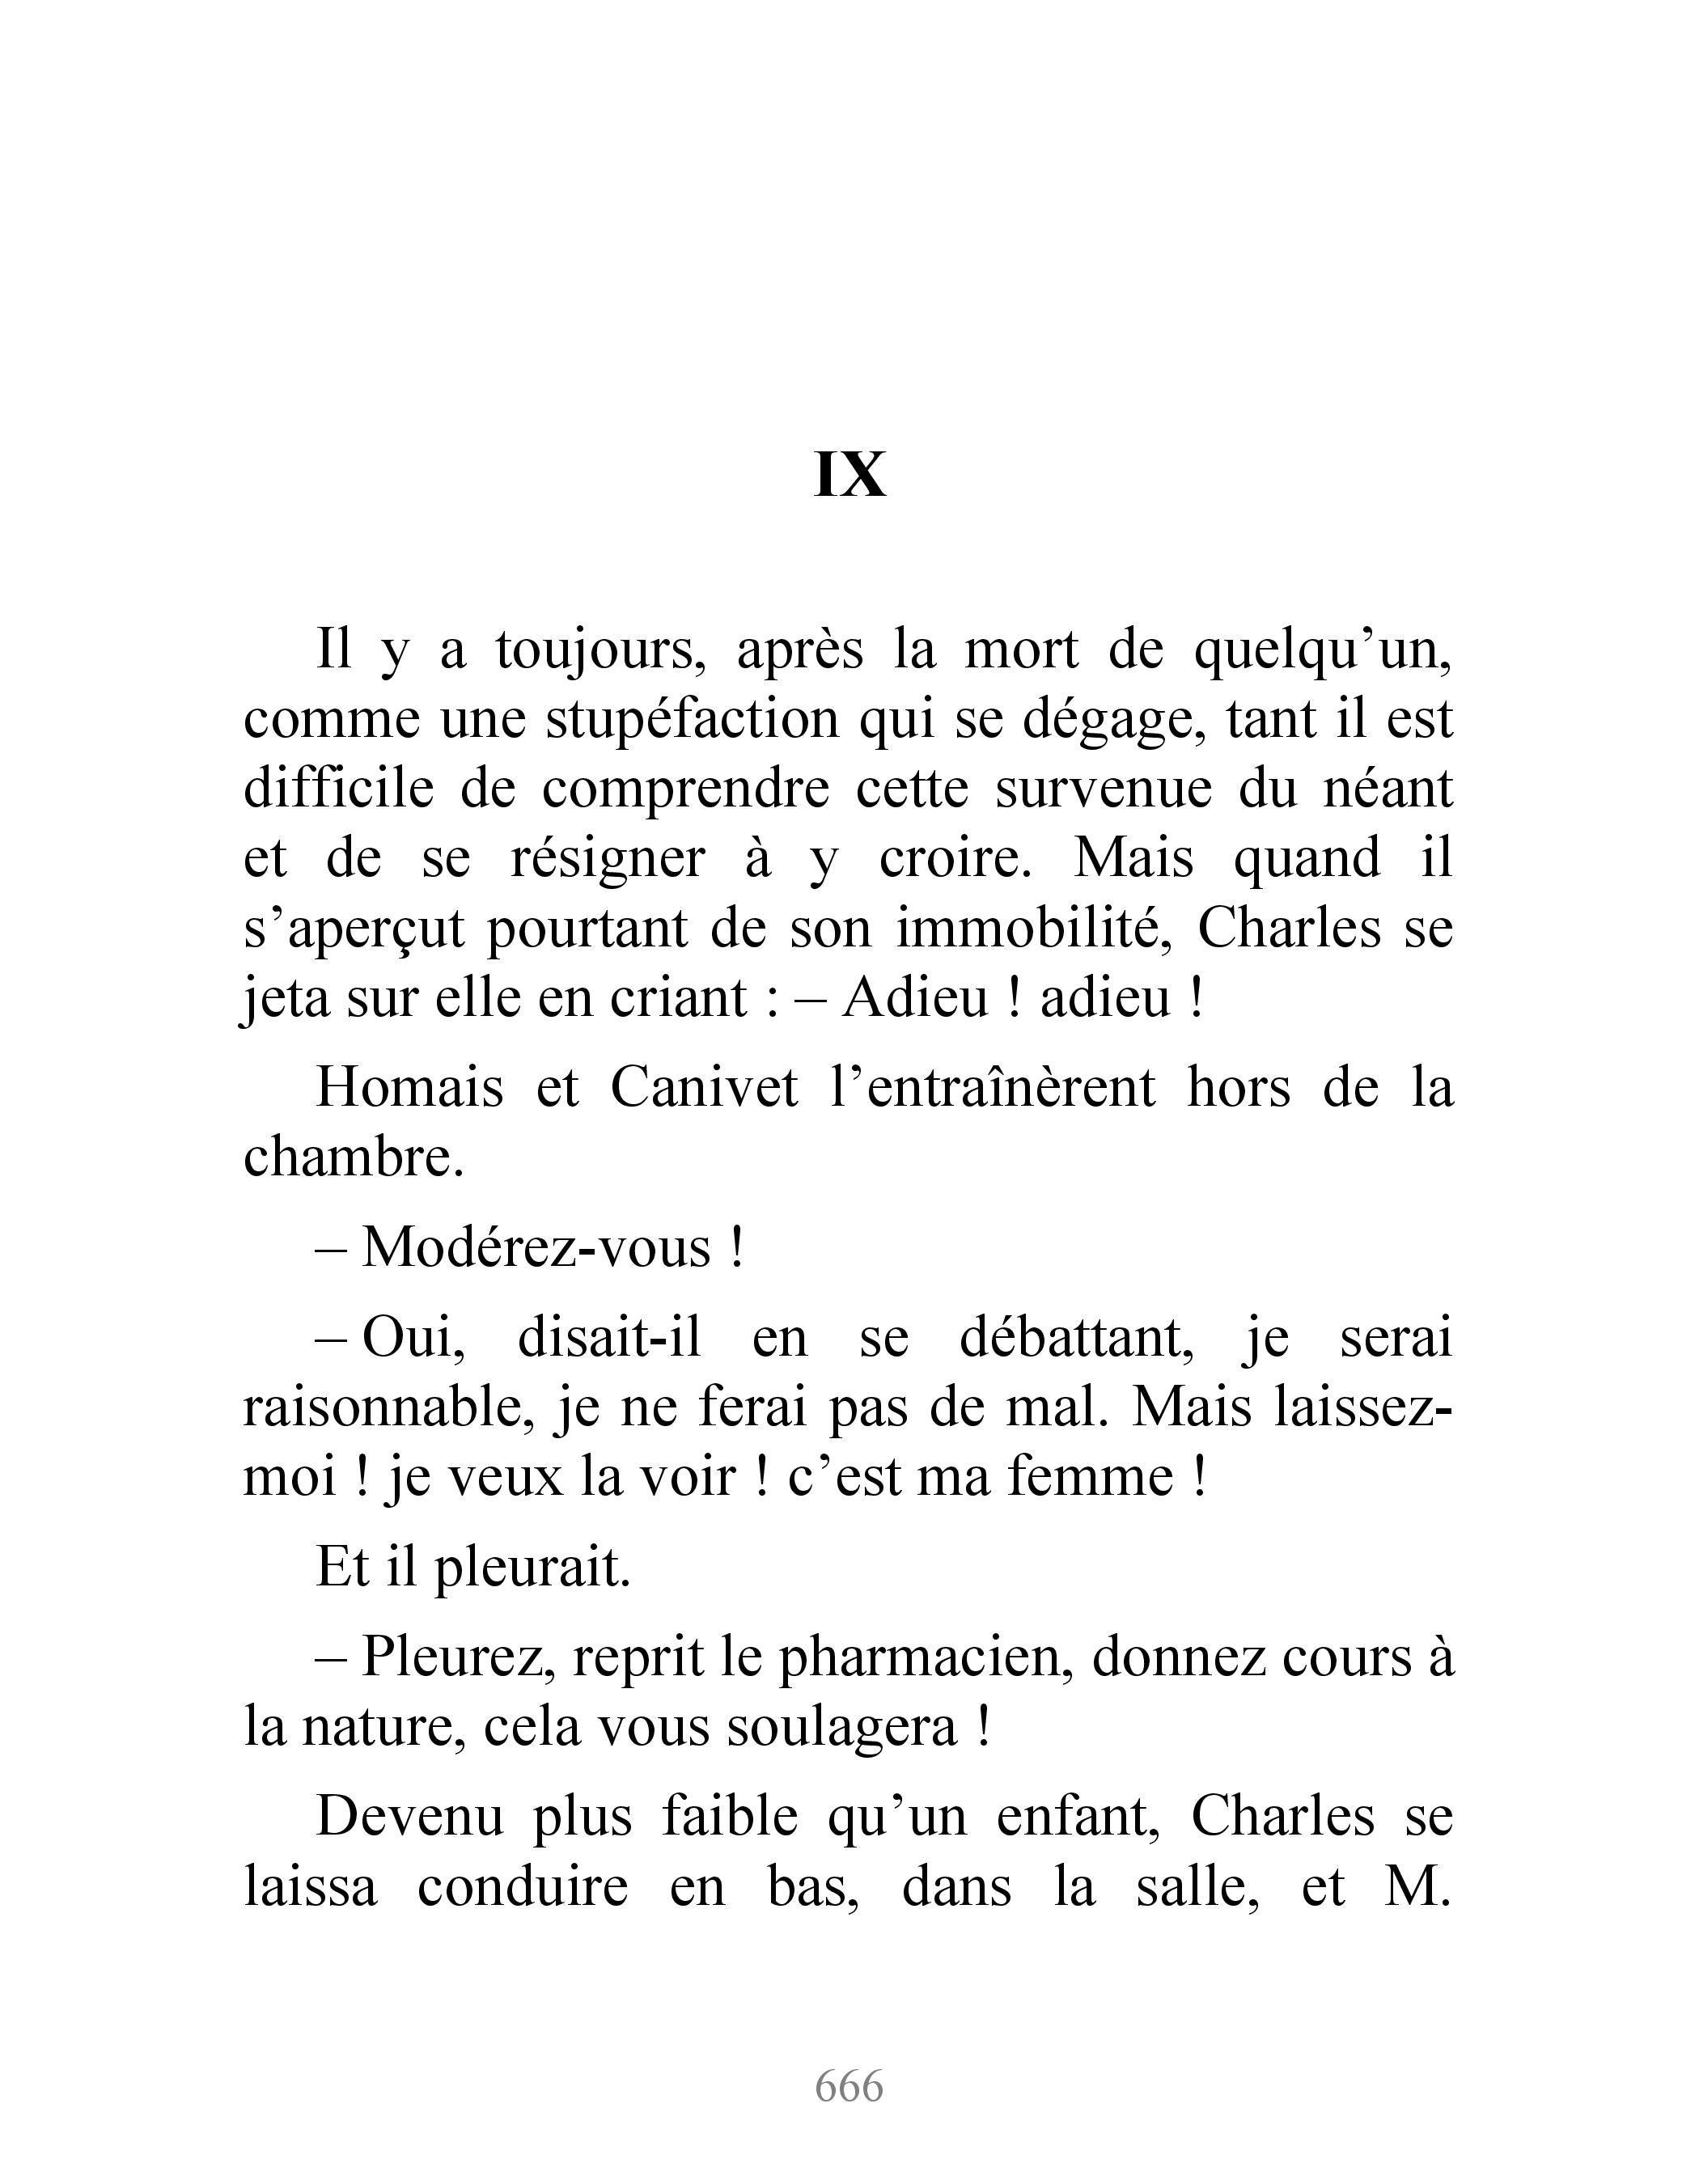 IX
Il y a toujours, après la mort de quelqu’un,
comme une stupéfaction qui se dégage, tant il est
difficile de comprendre cette survenue du néant
et de se résigner à y croire. Mais quand il
s’aperçut pourtant de son immobilité, Charles se
jeta sur elle en criant : – Adieu ! adieu !
Homais et Canivet l’entraînèrent hors de la
chambre.
– Modérez-vous !
– Oui, disait-il en se débattant, je serai
raisonnable, je ne ferai pas de mal. Mais laissez-
moi ! je veux la voir ! c’est ma femme !
Et il pleurait.
– Pleurez, reprit le pharmacien, donnez cours à
la nature, cela vous soulagera !
Devenu plus faible qu’un enfant, Charles se
laissa conduire en bas, dans la salle, et M.
666